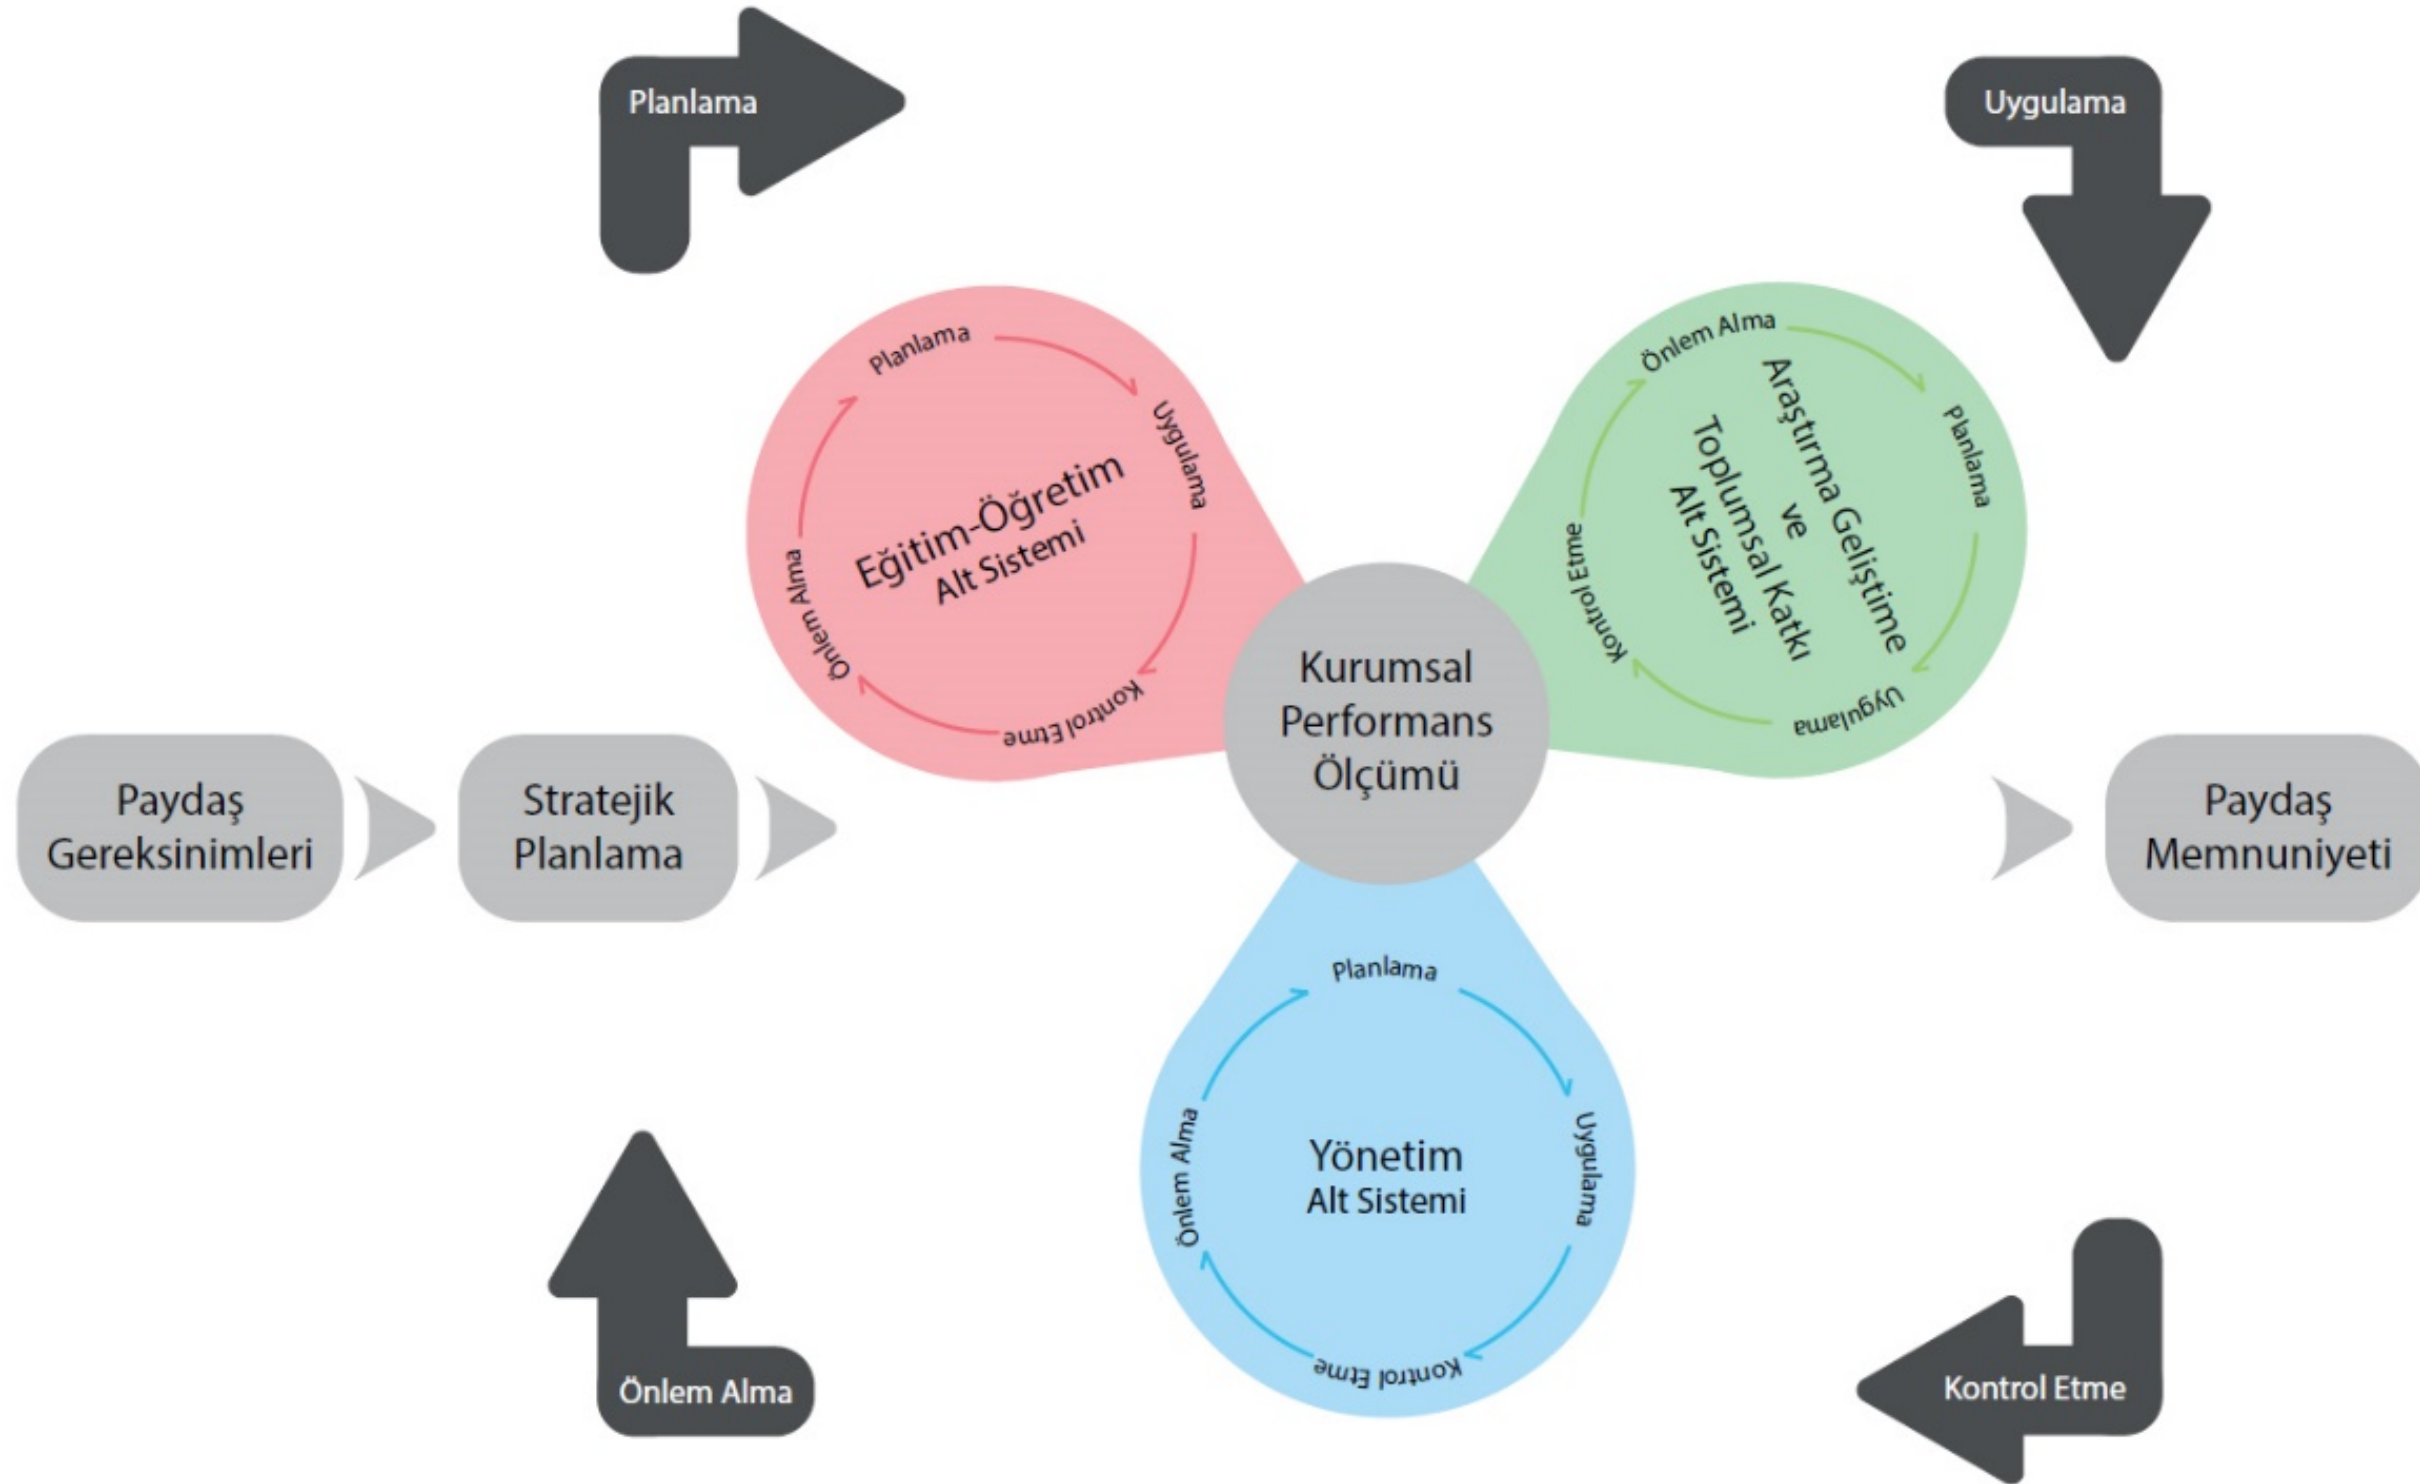 Planlama
Uygulama
Planlama
Uygulama
Kontrol Etme
Önlem Alma
Eğitim-Öğretim
Alt Sistemi
Önlem Alma
Planlama
Uygulama
Kontrol Etme
Araştırma Geliştime
ve
Toplumsal Katkı
Alt Sistemi
Kurumsal
Performans
Ölçümü
Paydaş
Gereksinimleri
Stratejik
Planlama
Paydaş
Memnuniyeti
Planlama
Uygulama
Kontrol Etme
Önlem Alma
Yönetim
Alt Sistemi
Önlem Alma
Kontrol Etme